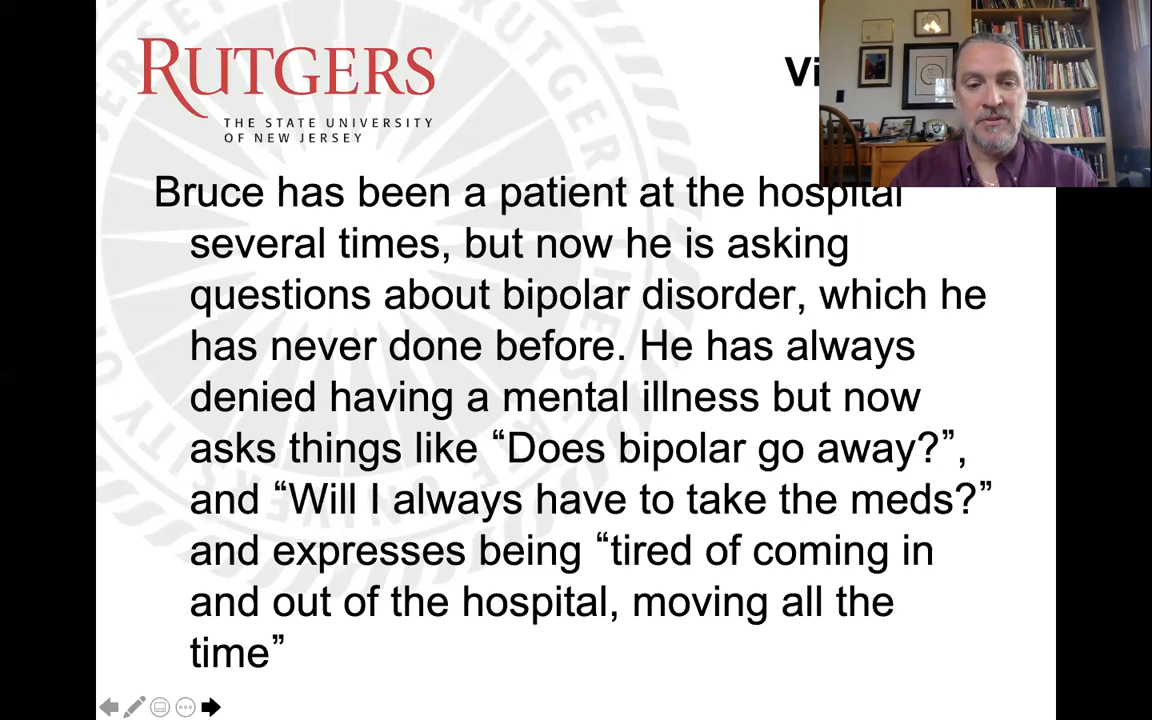 RUTGERS
THE STATE UNIVERSITY
OF NEW JERSEY
Bruce has been a patient at the hospital
several times, but now he is asking
questions about bipolar disorder, which he
has never done before. He has always
denied having a mental illness but now
asks things like “Does bipolar go away?”,
and “Will I always have to take the meds?”
and expresses being “tired of coming in
and out of the hospital, moving all the
time”